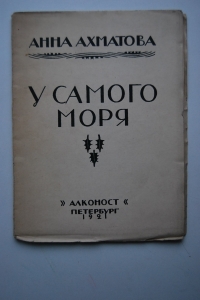 АННА АХМАТОВА
У САМОГО
МОРЯ
» АЛКОНОСТ «
ПЕТЕРБУРГ
1921